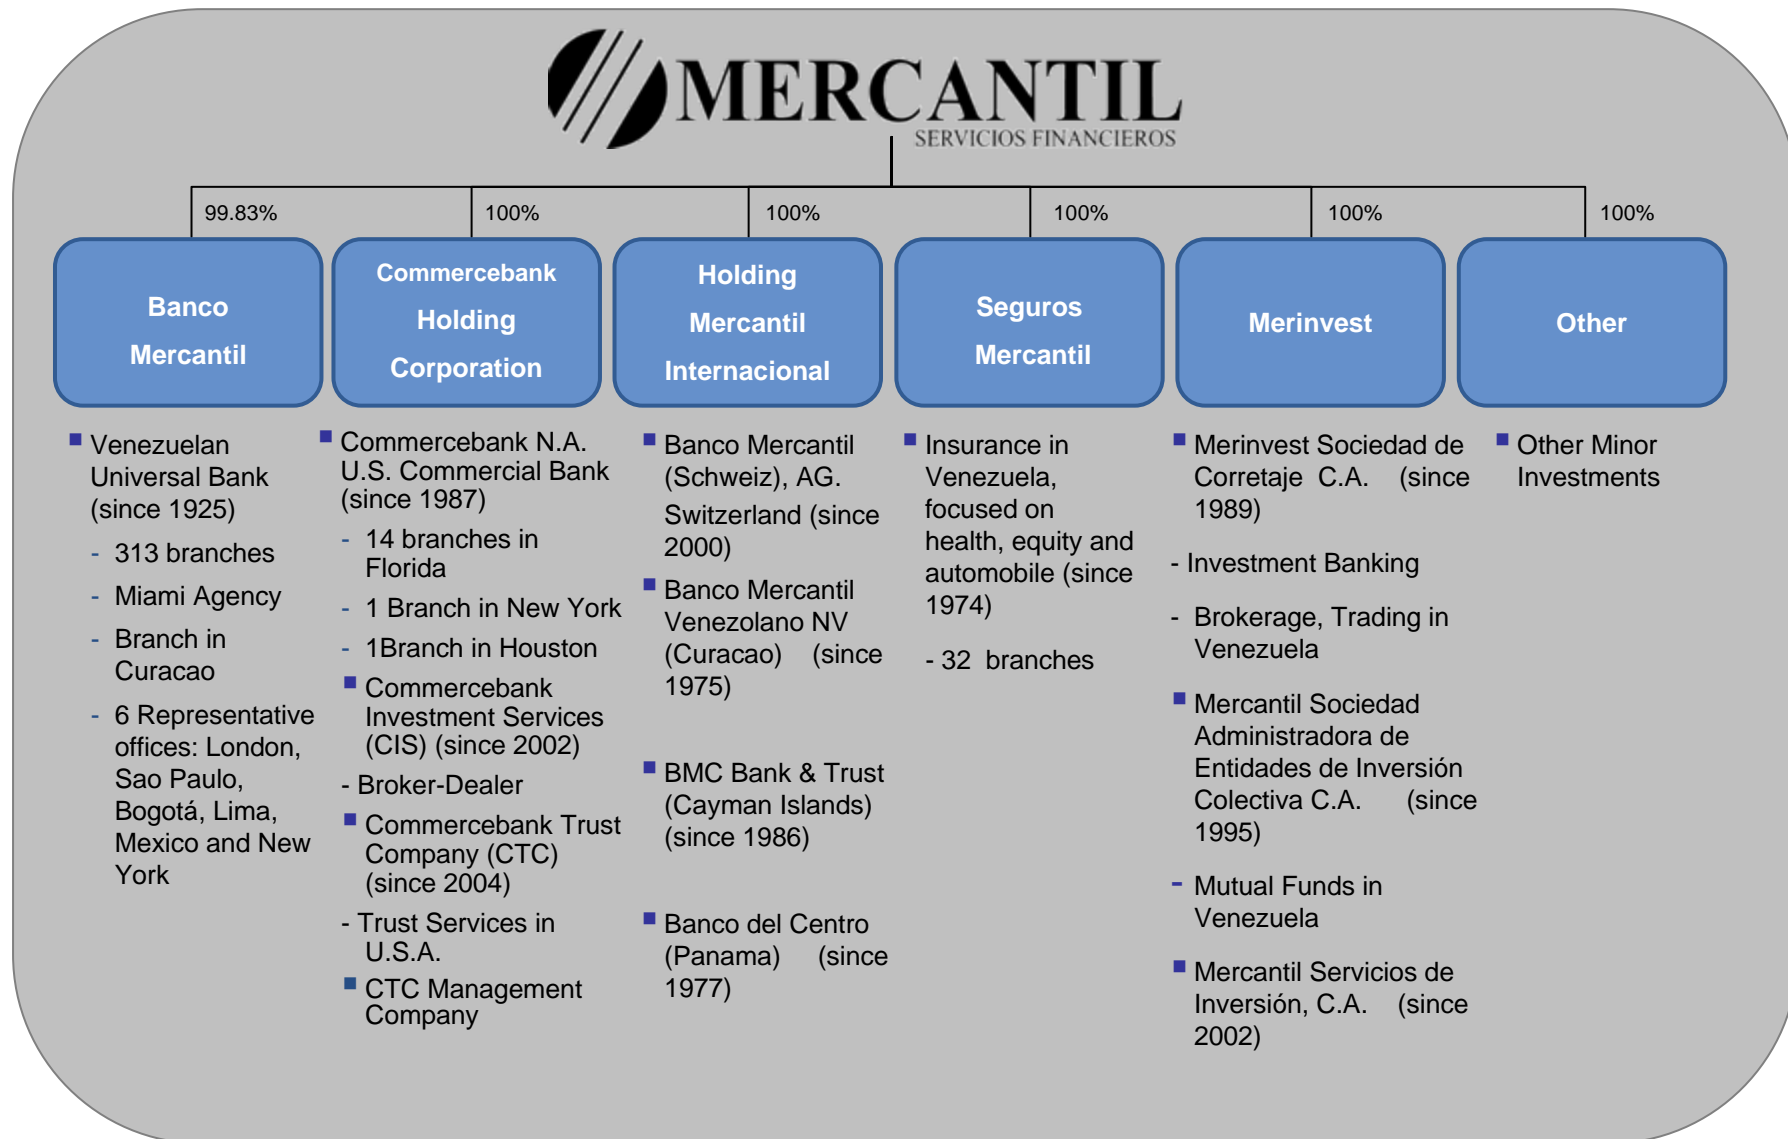 MERCANTIL
SERVICIOS FINANCIEROS
99.83%
100%
100%
100%
100%
100%
Banco
Mercantil
Commercebank
Holding
Corporation
Holding
Mercantil
Internacional
Seguros
Mercantil
Merinvest
Other
Venezuelan
Universal Bank
(since 1925)
- 313 branches
- Miami Agency
- Branch in
Curacao
- 6 Representative
offices: London,
Sao Paulo,
Bogotá, Lima,
Mexico and New
York
Commercebank N.A.
U.S. Commercial Bank
(since 1987)
- 14 branches in
Florida
- 1 Branch in New York
- 1Branch in Houston
Commercebank
Investment Services
(CIS) (since 2002)
- Broker-Dealer
Commercebank Trust
Company (CTC)
(since 2004)
- Trust Services in
U.S.A.
CTC Management
Company
Banco Mercantil
(Schweiz), AG.
Switzerland (since
2000)
Banco Mercantil
Venezolano NV
(Curacao) (since
1975)
BMC Bank & Trust
(Cayman Islands)
(since 1986)
Banco del Centro
(Panama) (since
1977)
Insurance in
Venezuela,
focused on
health, equity and
automobile (since
1974)
- 32 branches
Merinvest Sociedad de
Corretaje C.A. (since
1989)
- Investment Banking
- Brokerage, Trading in
Venezuela
Mercantil Sociedad
Administradora de
Entidades de Inversión
Colectiva C.A. (since
1995)
- Mutual Funds in
Venezuela
Mercantil Servicios de
Inversión, C.A. (since
2002)
Other Minor
Investments